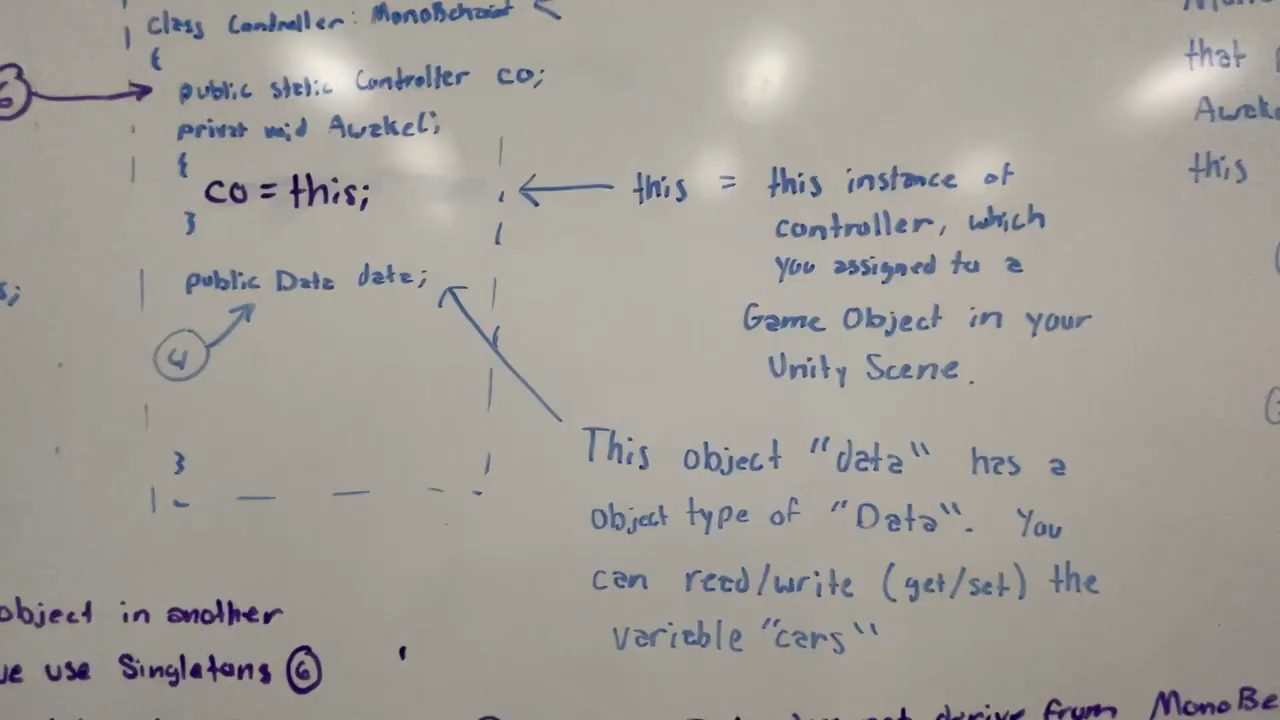 class Controller: MonoBehaviour
{
6
public static Controller co;
private void Awake();
{
co = this;
}
public Data data;
4
}
this = this instance of
controller, which
you assigned to a
Game Object in your
Unity Scene.
This object "data" has a
object type of "Data". You
can read/write (get/set) the
variable "cars"
that
Awake
this
s;
object in another
we use Singletons 6
not derive from MonoBe